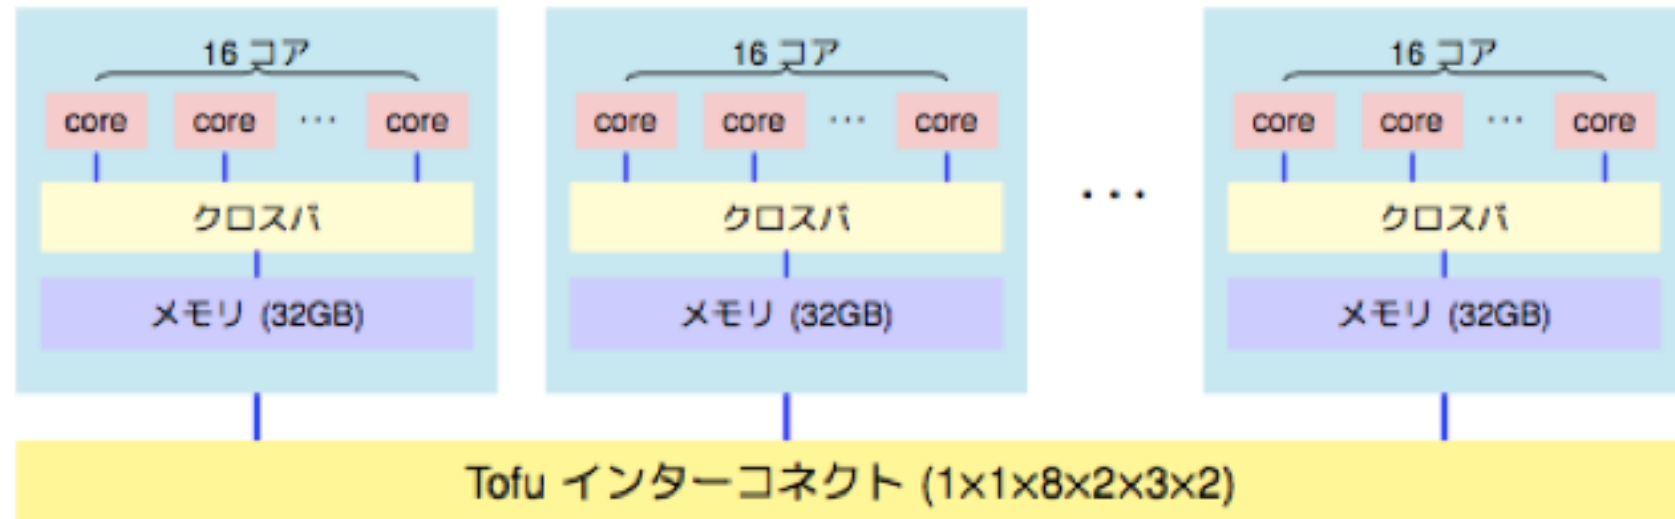 16 コア 16 コア 16 コア
core core ··· core core core ··· core core core ··· core
···
クロスバ クロスバ クロスバ
メモリ (32GB) メモリ (32GB) メモリ (32GB)
Tofu インターコネクト (1×1×8×2×3×2)